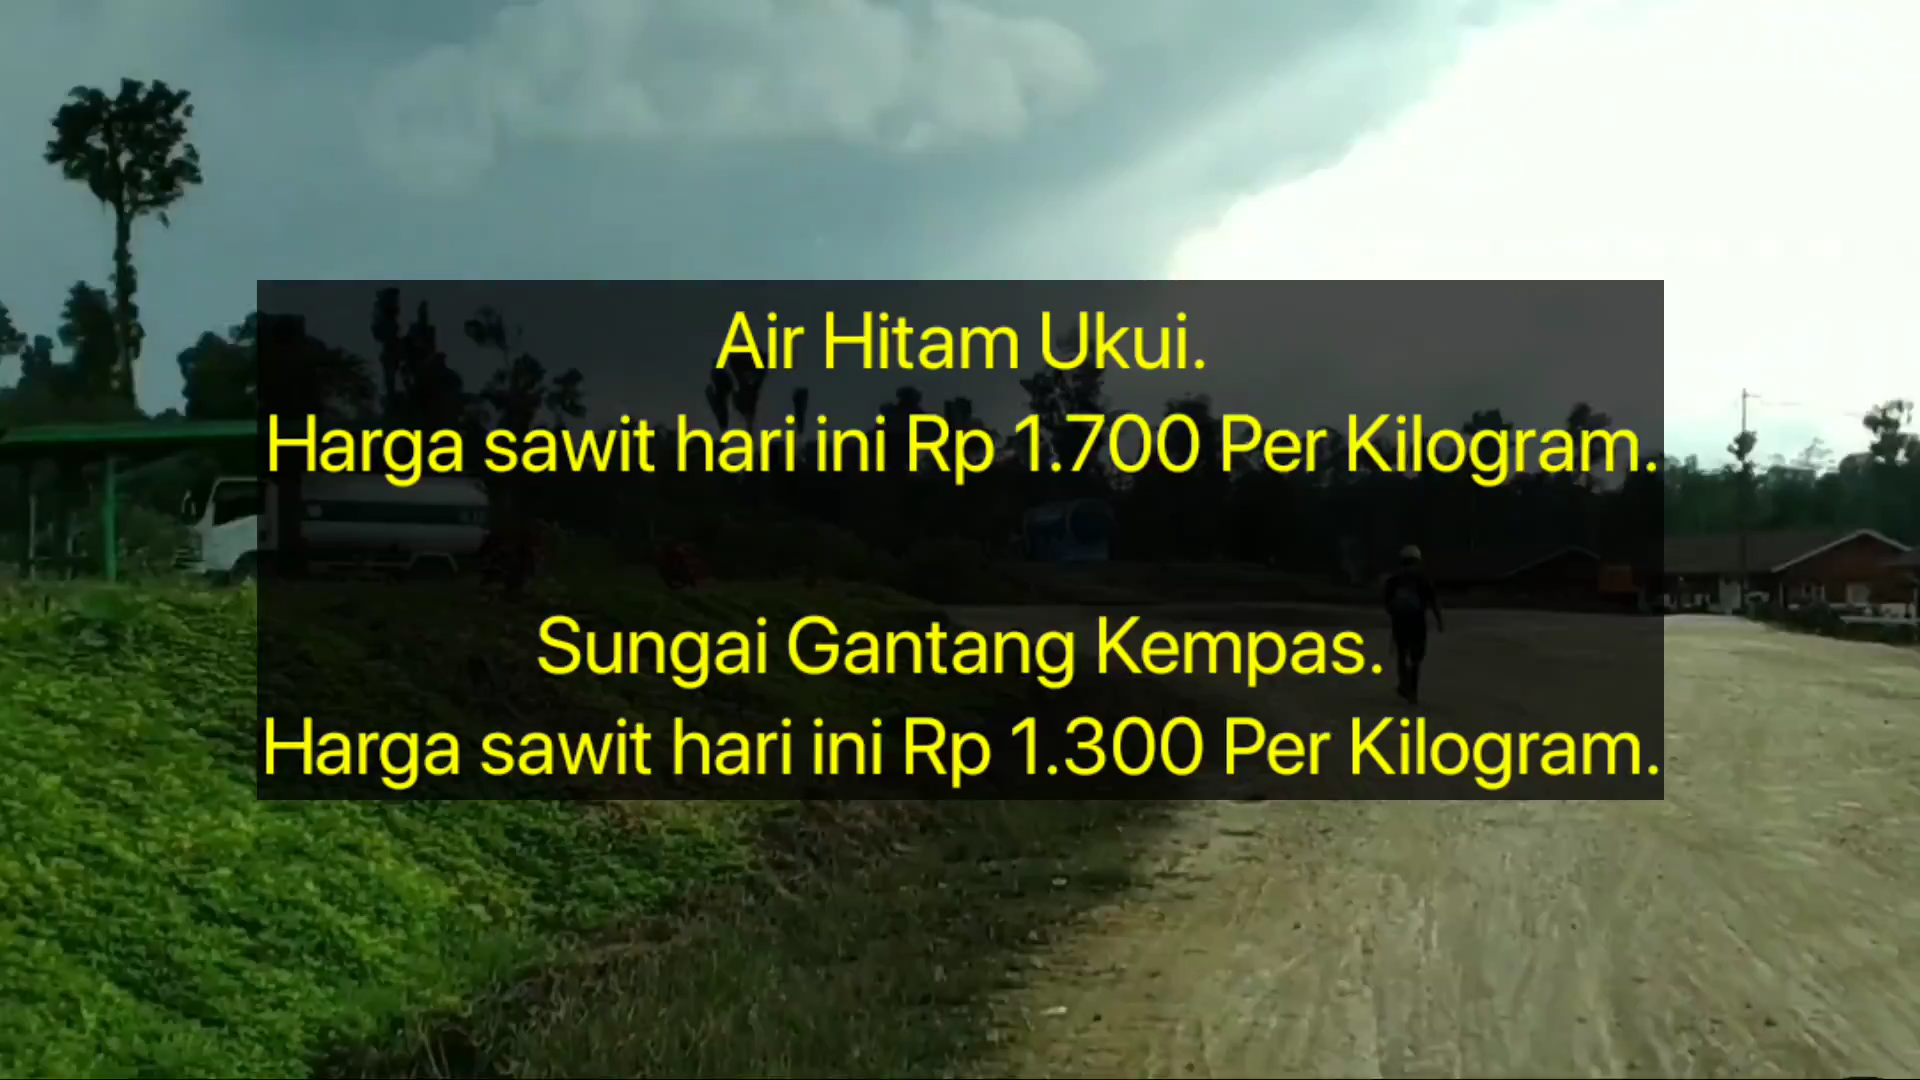 Air Hitam Ukui.
Harga sawit hari ini Rp 1.700 Per Kilogram.
Sungai Gantang Kempas.
Harga sawit hari ini Rp 1.300 Per Kilogram.